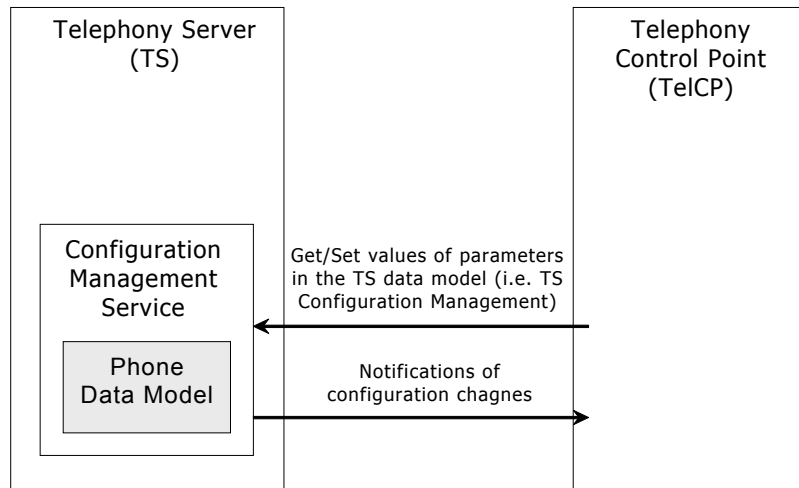 Telephony Server
(TS)
Telephony
Control Point
(TelCP)
Configuration
Management
Service
Phone
Data Model
Get/Set values of parameters
in the TS data model (i.e. TS
Configuration Management)
Notifications of
configuration chagnes